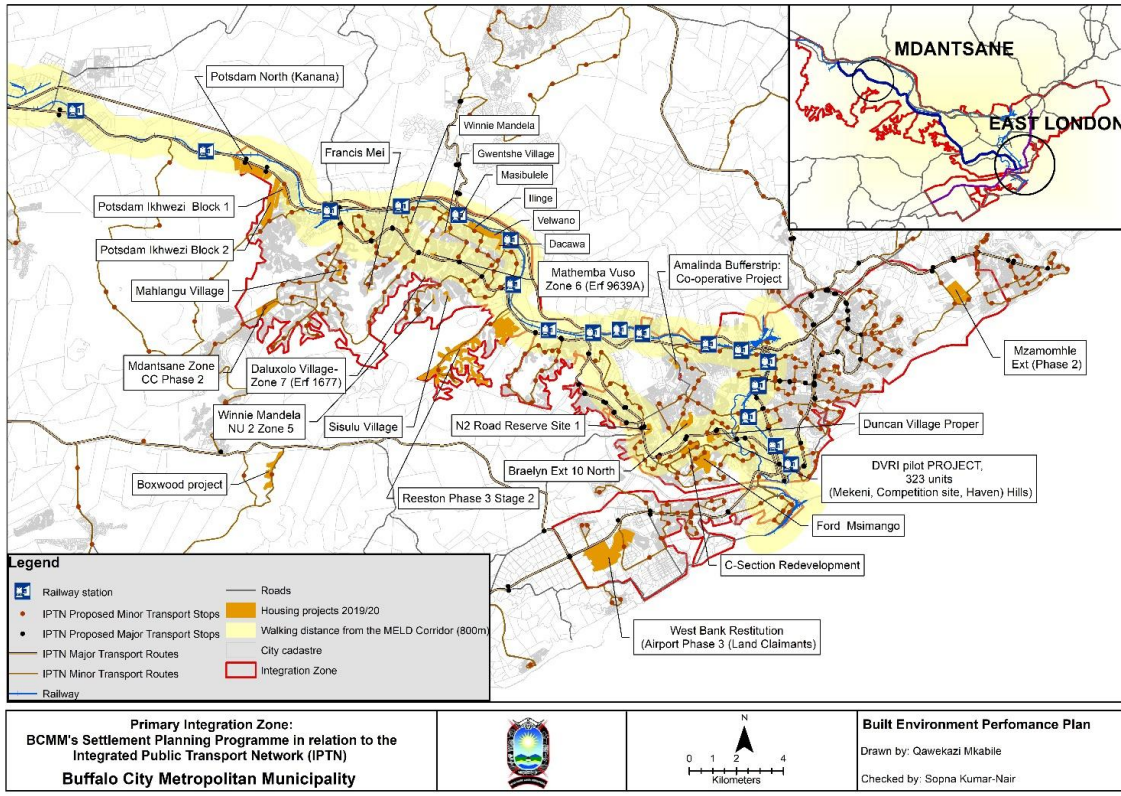 MDANTSANE
EAST LONDON
Potsdam North (Kanana)
Winnie Mandela
Francis Mei
Gwentshe Village
Masibulele
Ilinge
Velwano
Dacawa
Potsdam Ikhwezi Block 1
Potsdam Ikhwezi Block 2
Mahlangu Village
Mathemba Vuso
Zone 6 (Erf 9639A)
Amalinda Bufferstrip:
Co-operative Project
Mdantsane Zone
CC Phase 2
Daluxolo Village-
Zone 7 (Erf 1677)
Mzamomhle
Ext (Phase 2)
Winnie Mandela
NU 2 Zone 5
Sisulu Village
N2 Road Reserve Site 1
Duncan Village Proper
Braelyn Ext 10 North
Boxwood project
Reeston Phase 3 Stage 2
DVRI pilot PROJECT,
323 units
(Mekeni, Competition site, Haven) Hills)
Ford Msimango
C-Section Redevelopment
West Bank Restitution
(Airport Phase 3 (Land Claimants)
Legend
Railway station
IPTN Proposed Minor Transport Stops
IPTN Proposed Major Transport Stops
IPTN Major Transport Routes
IPTN Minor Transport Routes
Railway
Roads
Housing projects 2019/20
Walking distance from the MELD Corridor (800m)
City cadastre
Integration Zone
Primary Integration Zone:
BCMM's Settlement Planning Programme in relation to the
Integrated Public Transport Network (IPTN)
Buffalo City Metropolitan Municipality
N
0 2 4
Kilometers
Built Environment Perfomance Plan
Drawn by: Qawekazi Mkabile
Checked by: Sopna Kumar-Nair